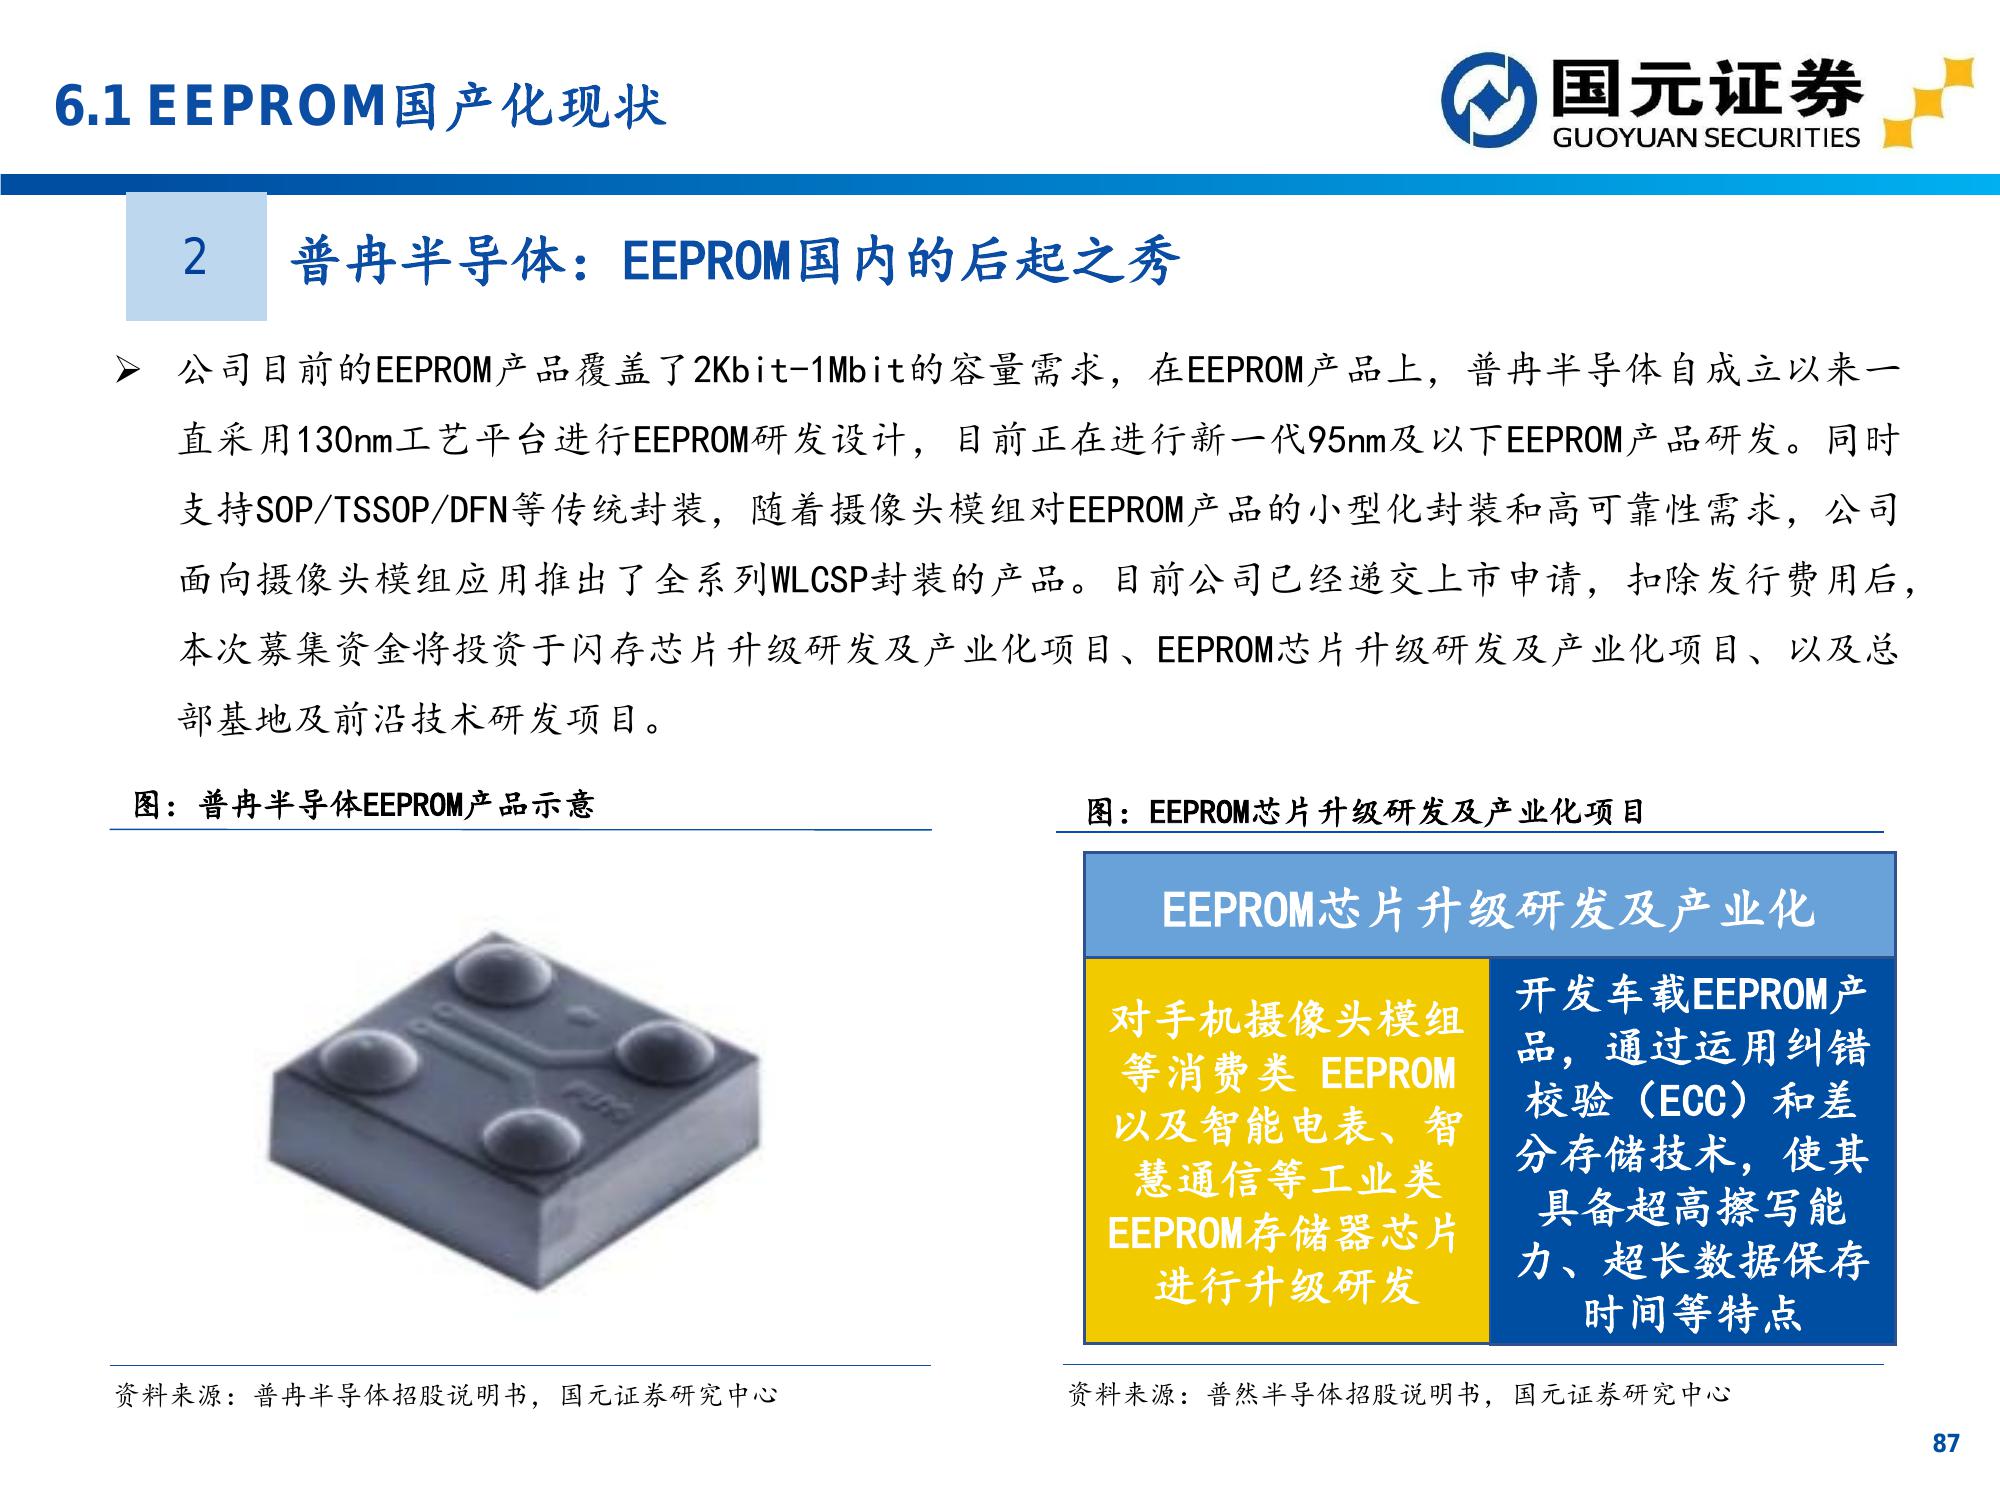 6.1 EEPROM国产化现状
国元证券
GUOYUAN SECURITIES
2
普冉半导体：EEPROM国内的后起之秀
➢ 公司目前的EEPROM产品覆盖了2Kbit-1Mbit的容量需求，在EEPROM产品上，普冉半导体自成立以来一
直采用130nm工艺平台进行EEPROM研发设计，目前正在进行新一代95nm及以下EEPROM产品研发。同时
支持SOP/TSSOP/DFN等传统封装，随着摄像头模组对EEPROM产品的小型化封装和高可靠性需求，公司
面向摄像头模组应用推出了全系列WLCSP封装的产品。目前公司已经递交上市申请，扣除发行费用后，
本次募集资金将投资于闪存芯片升级研发及产业化项目、EEPROM芯片升级研发及产业化项目、以及总
部基地及前沿技术研发项目。
图：普冉半导体EEPROM产品示意
资料来源：普冉半导体招股说明书，国元证券研究中心
图：EEPROM芯片升级研发及产业化项目
EEPROM芯片升级研发及产业化
对手机摄像头模组
等消费类 EEPROM
以及智能电表、智
慧通信等工业类
EEPROM存储器芯片
进行升级研发
开发车载EEPROM产
品，通过运用纠错
校验（ECC）和差
分存储技术，使其
具备超高擦写能
力、超长数据保存
时间等特点
资料来源：普然半导体招股说明书，国元证券研究中心
87